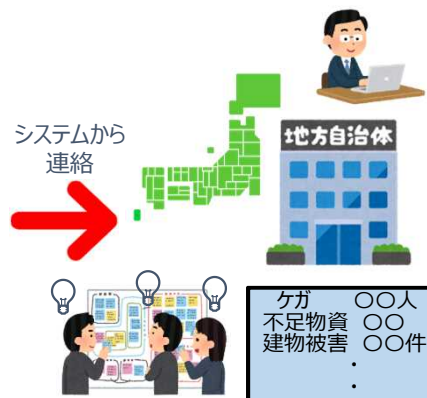 システムから
連絡
地方自治体
ケガ　〇〇人
不足物資　〇〇
建物被害　〇〇件
・
・